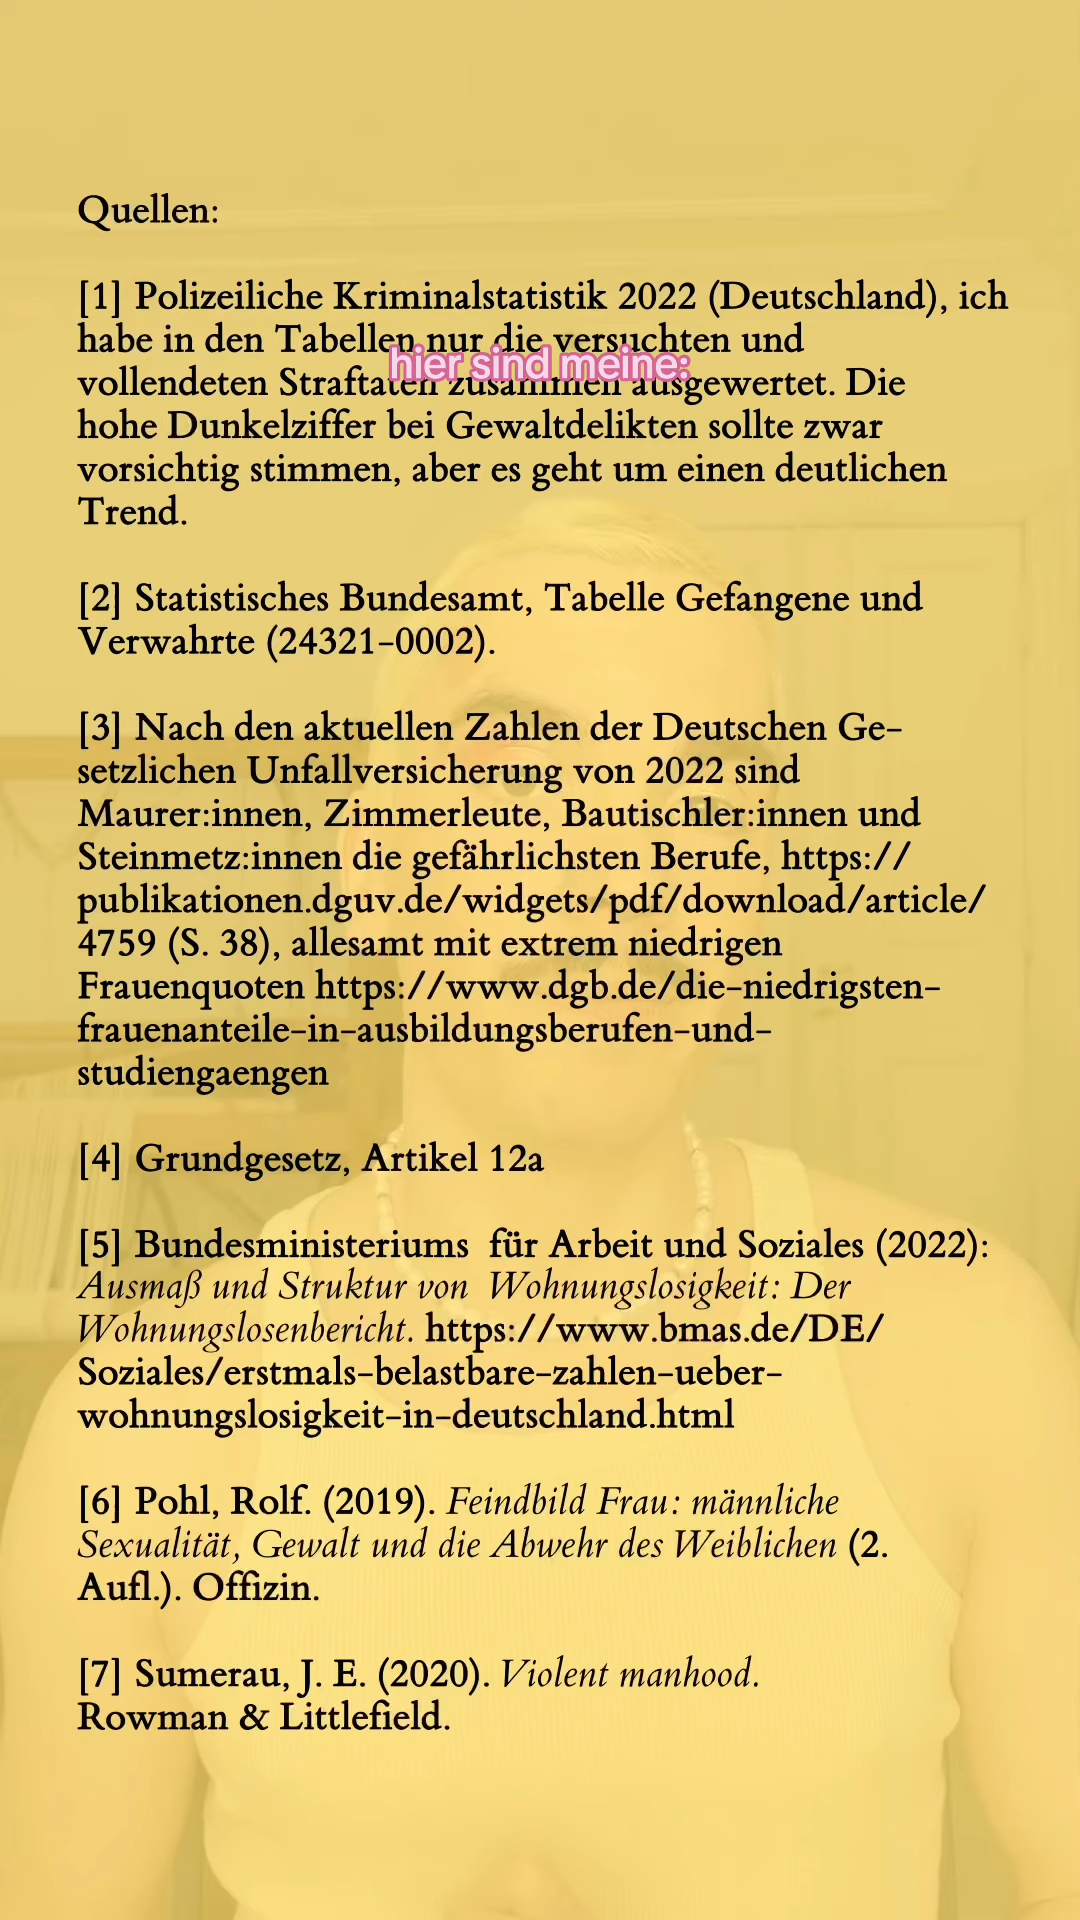 Quellen:
[1] Polizeiliche Kriminalstatistik 2022 (Deutschland), ich
habe in den Tabellen nur die versuchten und
hier sind meine:
vollendeten Straftaten zusammen ausgewertet. Die
hohe Dunkelziffer bei Gewaltdelikten sollte zwar
vorsichtig stimmen, aber es geht um einen deutlichen
Trend.
[2] Statistisches Bundesamt, Tabelle Gefangene und
Verwahrte (24321-0002).
[3] Nach den aktuellen Zahlen der Deutschen Ge-
setzlichen Unfallversicherung von 2022 sind
Maurer:innen, Zimmerleute, Bautischler:innen und
Steinmetz:innen die gefährlichsten Berufe, https://
publikationen.dguv.de/widgets/pdf/download/article/
4759 (S. 38), allesamt mit extrem niedrigen
Frauenquoten https://www.dgb.de/die-niedrigsten-
frauenanteile-in-ausbildungsberufen-und-
studiengaengen
[4] Grundgesetz, Artikel 12a
[5] Bundesministeriums  für Arbeit und Soziales (2022):
Ausmaß und Struktur von  Wohnungslosigkeit: Der
Wohnungslosenbericht. https://www.bmas.de/DE/
Soziales/erstmals-belastbare-zahlen-ueber-
wohnungslosigkeit-in-deutschland.html
[6] Pohl, Rolf. (2019). Feindbild Frau: männliche
Sexualität, Gewalt und die Abwehr des Weiblichen (2.
Aufl.). Offizin.
[7] Sumerau, J. E. (2020). Violent manhood.
Rowman & Littlefield.